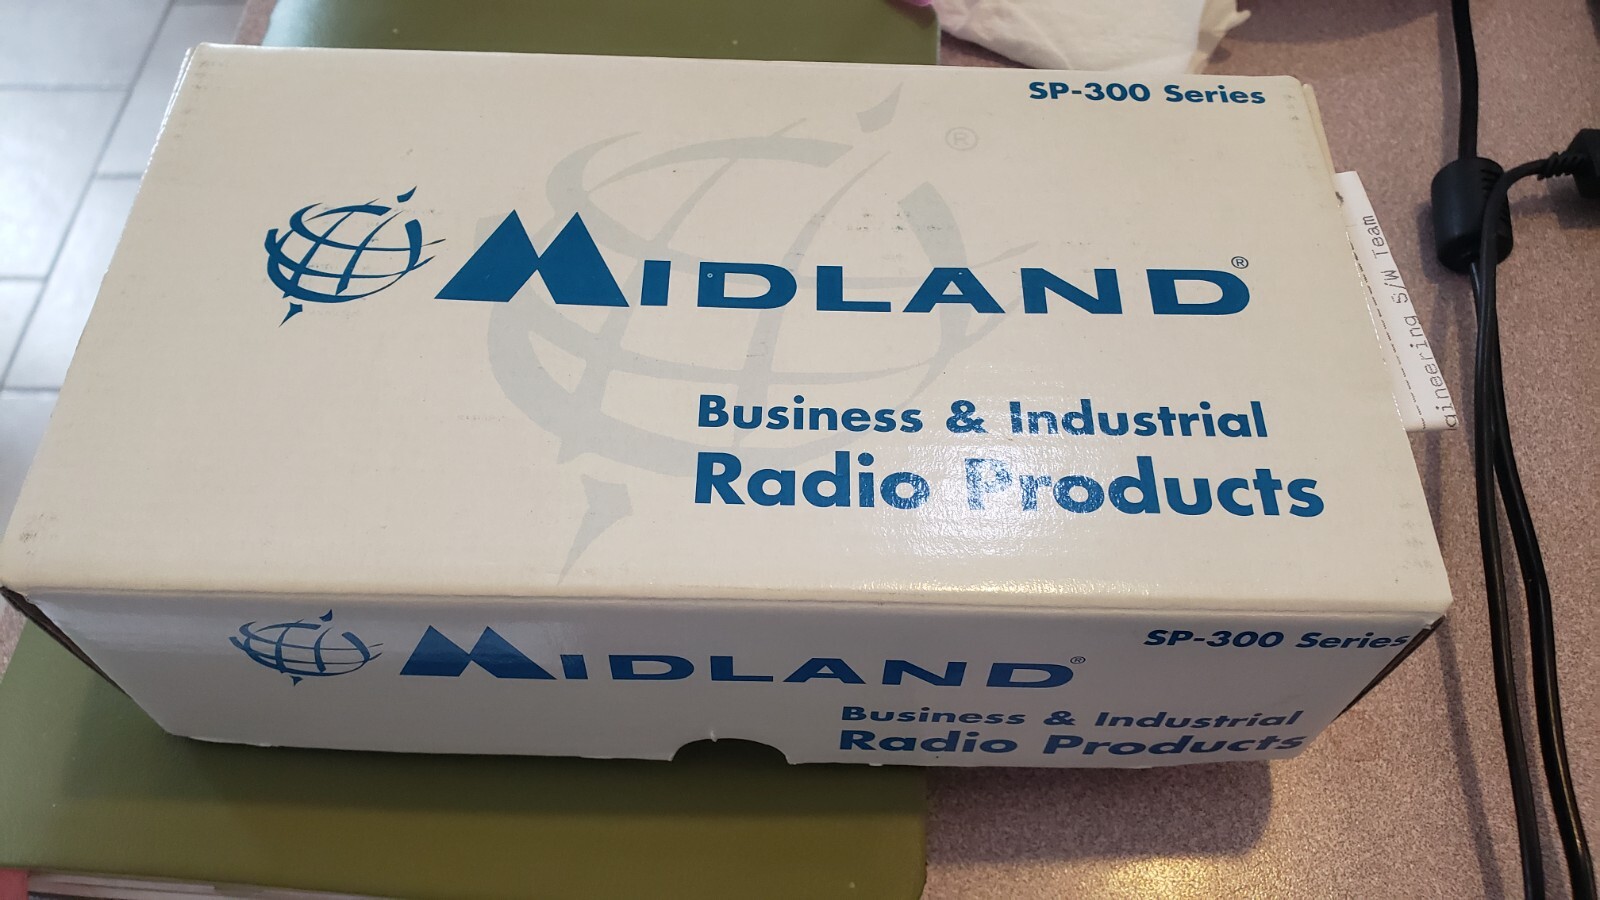 SP-300 Series
®
MIDLAND®
Business & Industrial
Radio Products
SP-300 Series
MIDLAND®
Business & Industrial
Radio Products
S/W Team